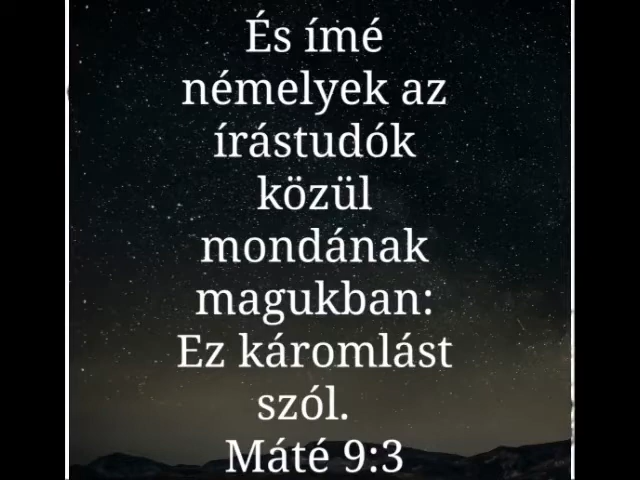 És ímé
némelyek az
írástudók
közül
mondának
magukban:
Ez káromlást
szól.
Máté 9:3